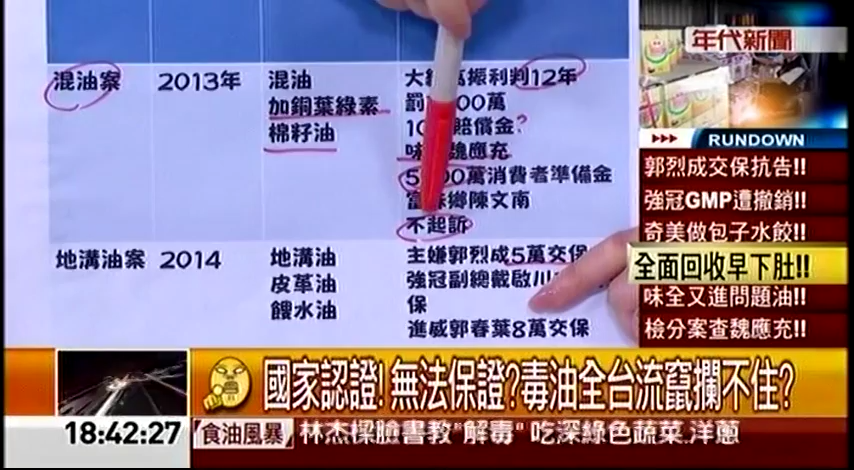 年代新聞
混油案 2013年 混油 大統高振利判12年
加銅葉綠素
棉籽油 賠償金?
味 魏應充
萬消費者準備金
富味鄉陳文南
不起訴
地溝油案 2014 地溝油 主嫌郭烈成5萬交保
皮革油 強冠副總戴啟川
餿水油 保
進威郭春葉8萬交保
RUNDOWN
郭烈成交保抗告!!
強冠GMP遭撤銷!!
奇美做包子水餃!!
全面回收早下肚!!
味全又進問題油!!
檢分案查魏應充!!
國家認證!無法保證?毒油全台流竄攔不住?
18:42:27 食油風暴 林杰樑臉書教"解毒" 吃深綠色蔬菜.洋蔥